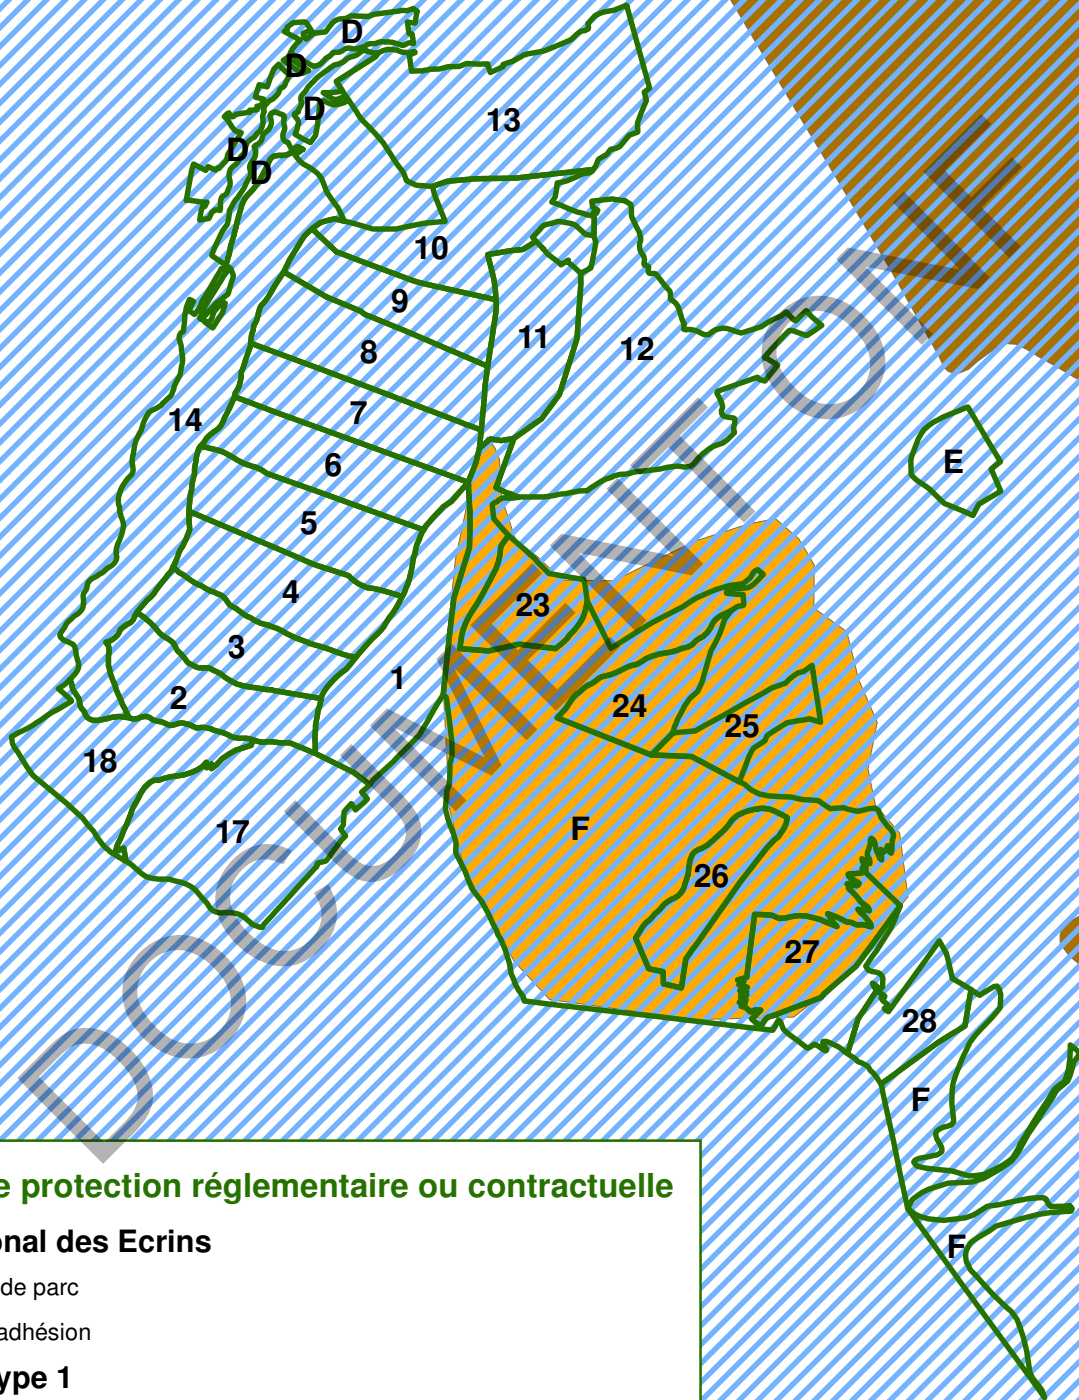 D
D
D
13
D
D
10
9
11
8
12
7
14
6
E
5
4
23
3
1
2
24
25
18
F
17
26
27
28
F
F
DOCUMENT ONF
e protection réglementaire ou contractuelle
onal des Ecrins
de parc
adhésion
ype 1